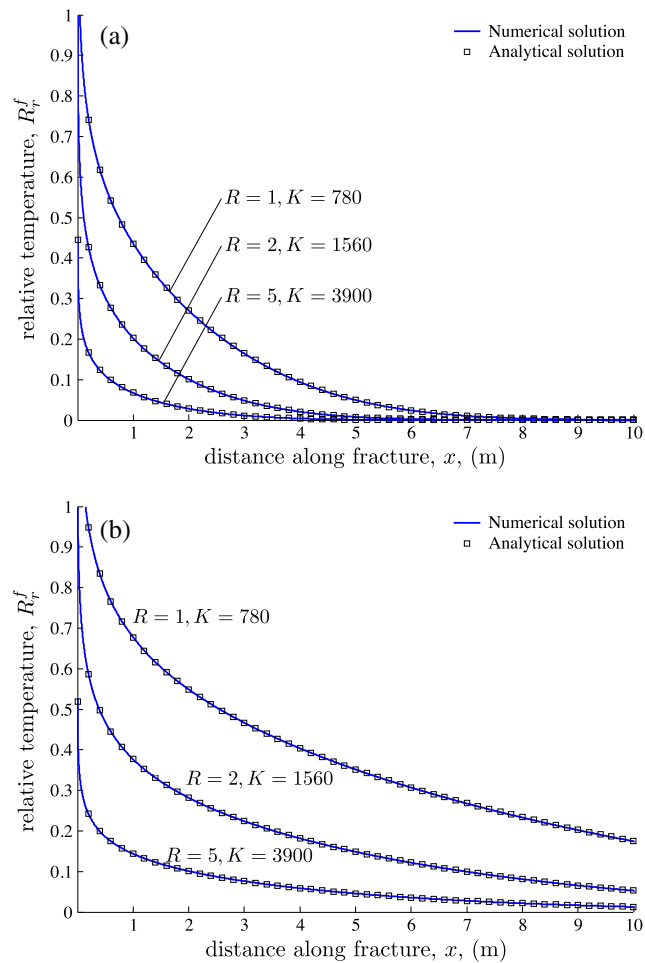 (a)
Numerical solution
Analytical solution
1
0.9
0.8
0.7
0.6
0.5
0.4
0.3
0.2
0.1
0
relative temperature, R_r^f
R = 1, K = 780
R = 2, K = 1560
R = 5, K = 3900
1 2 3 4 5 6 7 8 9 10
distance along fracture, x, (m)
(b)
Numerical solution
Analytical solution
1
0.9
0.8
0.7
0.6
0.5
0.4
0.3
0.2
0.1
0
relative temperature, R_r^f
R = 1, K = 780
R = 2, K = 1560
R = 5, K = 3900
1 2 3 4 5 6 7 8 9 10
distance along fracture, x, (m)